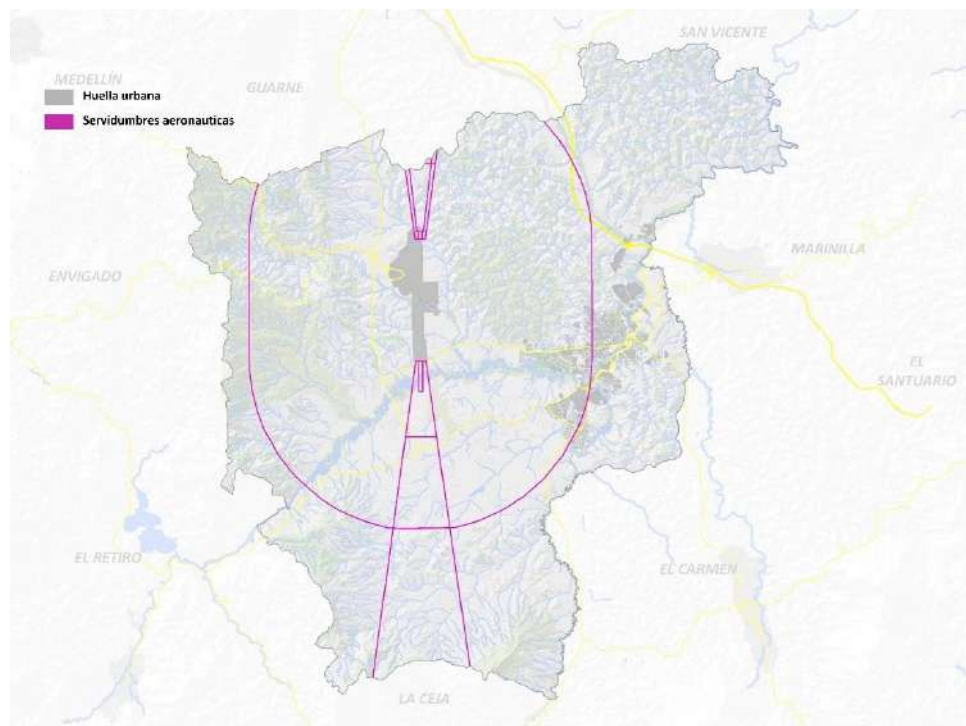 SAN VICENTE
MEDELLÍN
GUARNE
Huella urbana
Servidumbres aeronauticas
MARINILLA
ENVIGADO
EL
SANTUARIO
EL RETIRO
EL CARMEN
LA CEJA